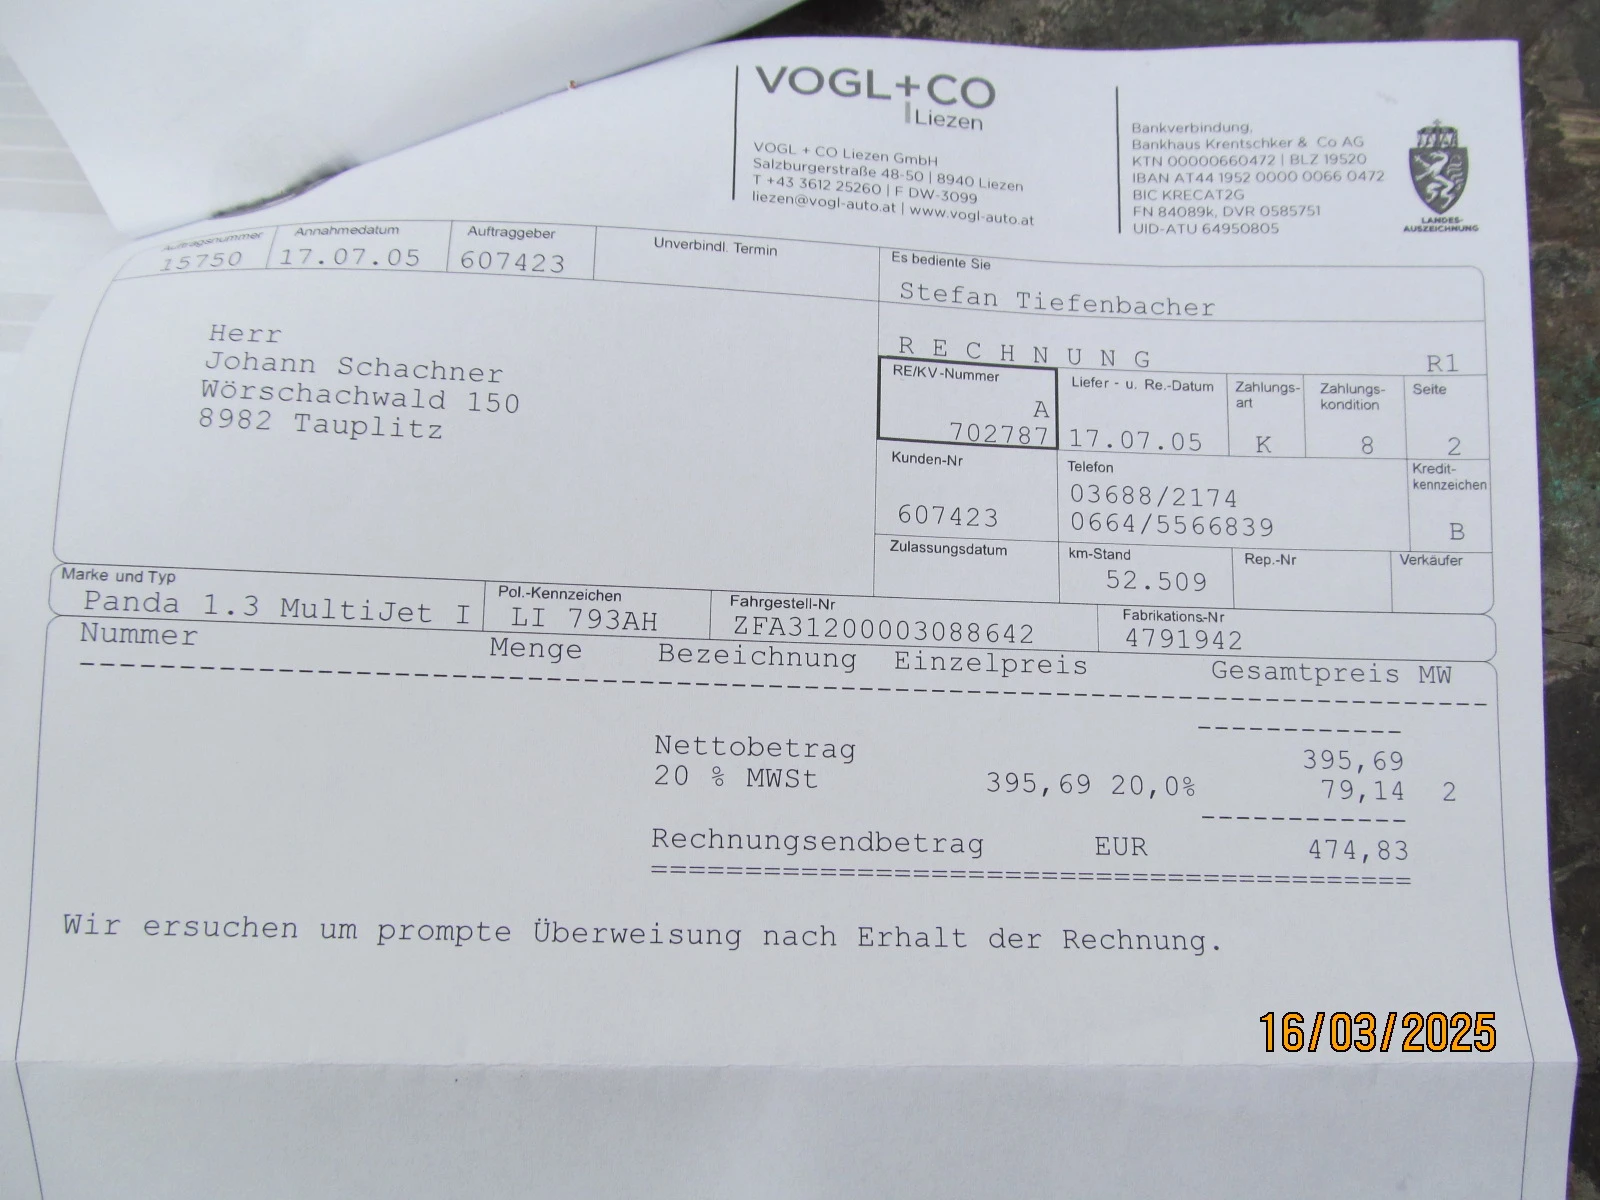 VOGL+CO
Liezen
VOGL + CO Liezen GmbH
Salzburgerstraße 48-50 | 8940 Liezen
T +43 3612 25260 | F DW-3099
liezen@vogl-auto.at | www.vogl-auto.at
Bankverbindung,
Bankhaus Krentschker & Co AG
KTN 00000660472 | BLZ 19520
IBAN AT44 1952 0000 0066 0472
BIC KRECAT2G
FN 84089k, DVR 0585751
UID-ATU 64950805
LANDES-
AUSZEICHNUNG
Auftragsnummer Annahmedatum Auftraggeber Unverbindl. Termin Es bediente Sie
15750 17.07.05 607423
Stefan Tiefenbacher
Herr
Johann Schachner
Wörschachwald 150
8982 Tauplitz
R E C H N U N G R1
RE/KV-Nummer Liefer - u. Re.-Datum Zahlungs-art Zahlungs-kondition Seite
A
702787 17.07.05 K 8 2
Kunden-Nr Telefon Kredit-kennzeichen
03688/2174
607423 0664/5566839 B
Zulassungsdatum km-Stand Rep.-Nr Verkäufer
52.509
Marke und Typ Pol.-Kennzeichen Fahrgestell-Nr Fabrikations-Nr
Panda 1.3 MultiJet I LI 793AH ZFA31200003088642 4791942
Nummer Menge Bezeichnung Einzelpreis Gesamtpreis MW
Nettobetrag 395,69
20 % MWSt 395,69 20,0% 79,14 2
Rechnungsendbetrag EUR 474,83
Wir ersuchen um prompte Überweisung nach Erhalt der Rechnung.
16/03/2025